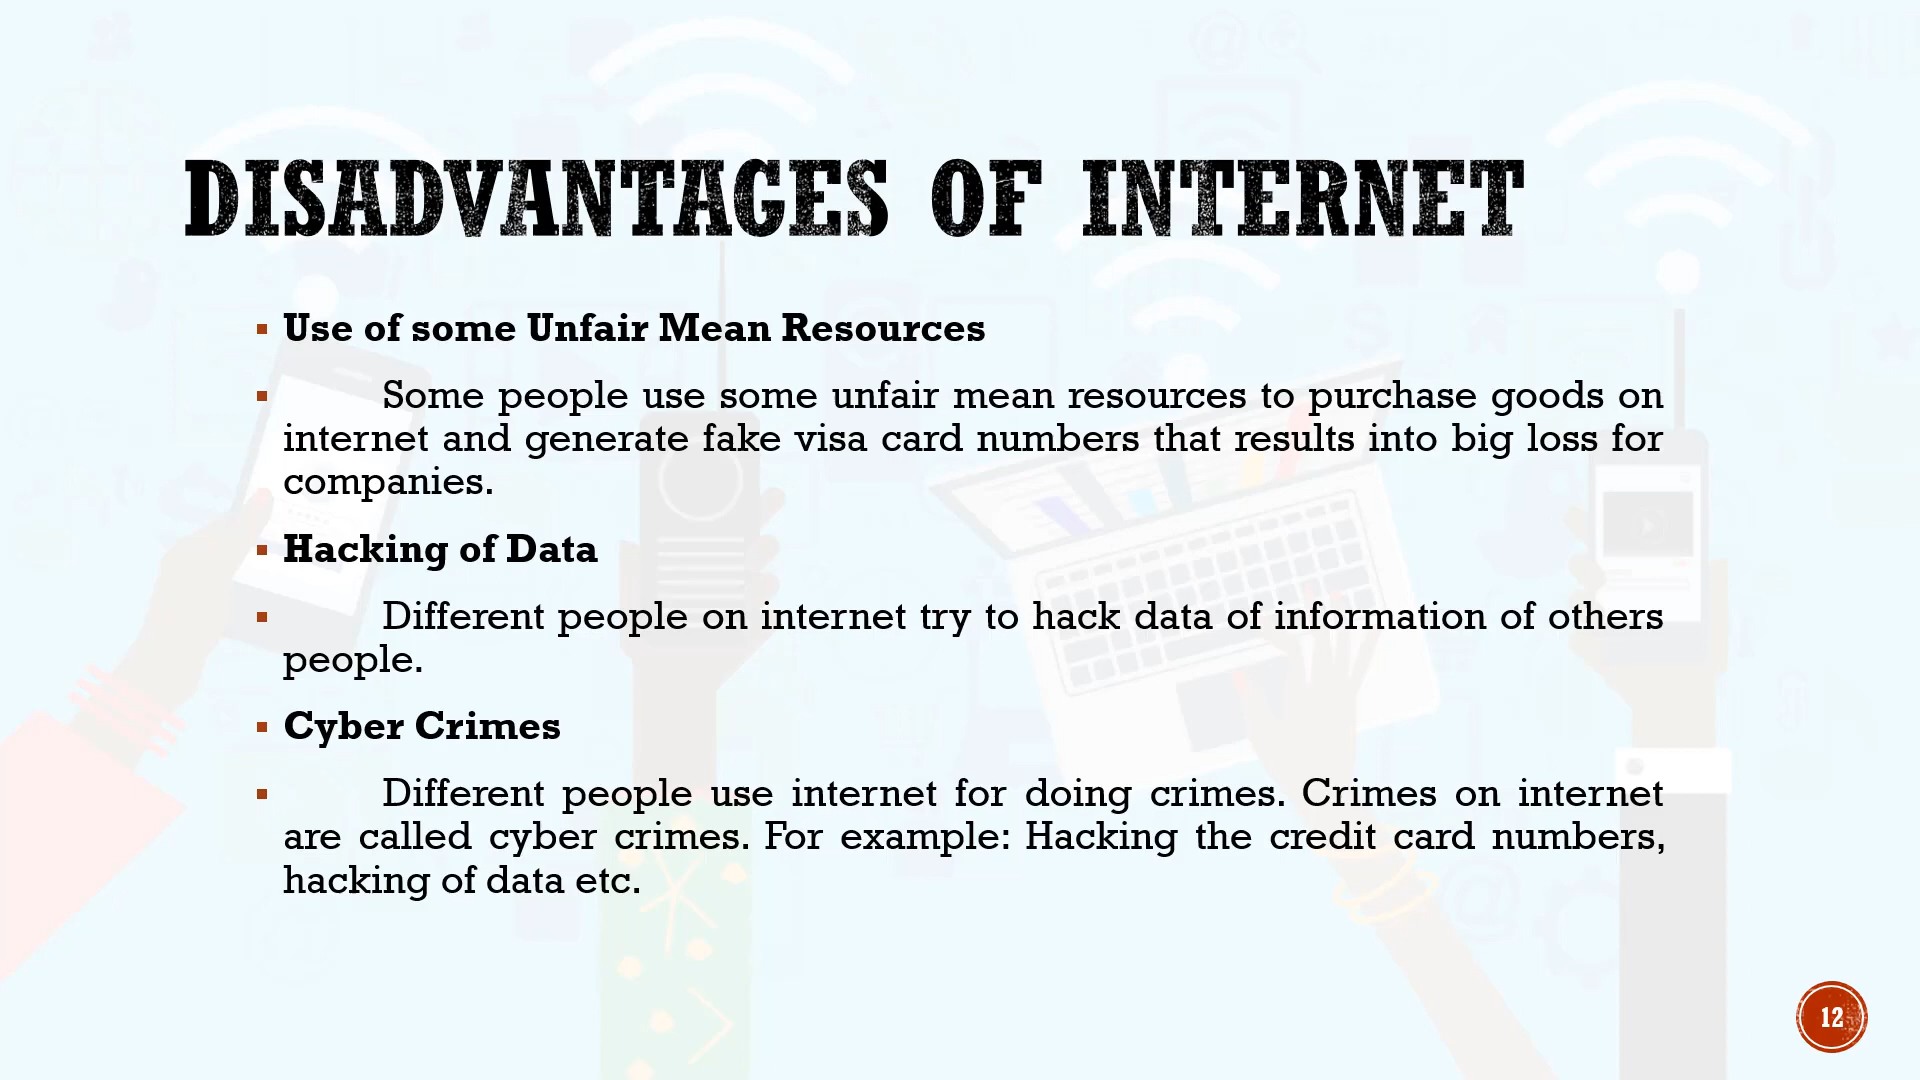 DISADVANTAGES OF INTERNET
▪ Use of some Unfair Mean Resources
▪ Some people use some unfair mean resources to purchase goods on
internet and generate fake visa card numbers that results into big loss for
companies.
▪ Hacking of Data
▪ Different people on internet try to hack data of information of others
people.
▪ Cyber Crimes
▪ Different people use internet for doing crimes. Crimes on internet
are called cyber crimes. For example: Hacking the credit card numbers,
hacking of data etc.
12